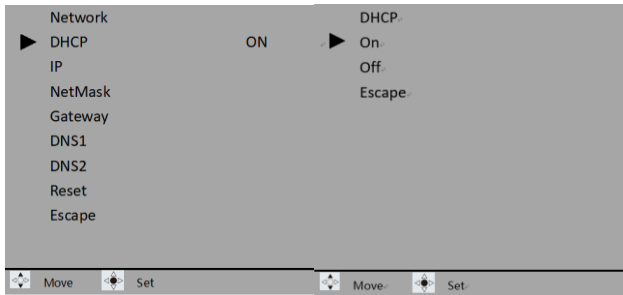 Network
DHCP ON
IP
NetMask
Gateway
DNS1
DNS2
Reset
Escape
Move Set
DHCP
On
Off
Escape
Move Set